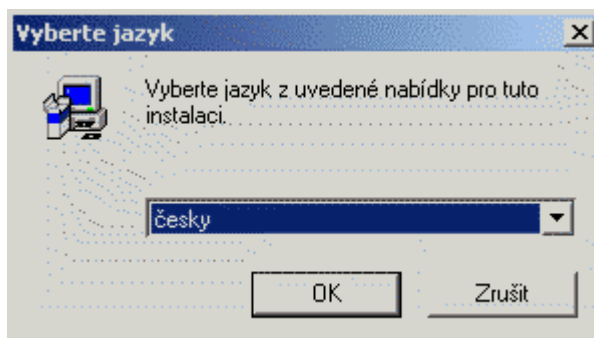 Vyberte jazyk
Vyberte jazyk z uvedené nabídky pro tuto
instalaci.
česky
OK
Zrušit